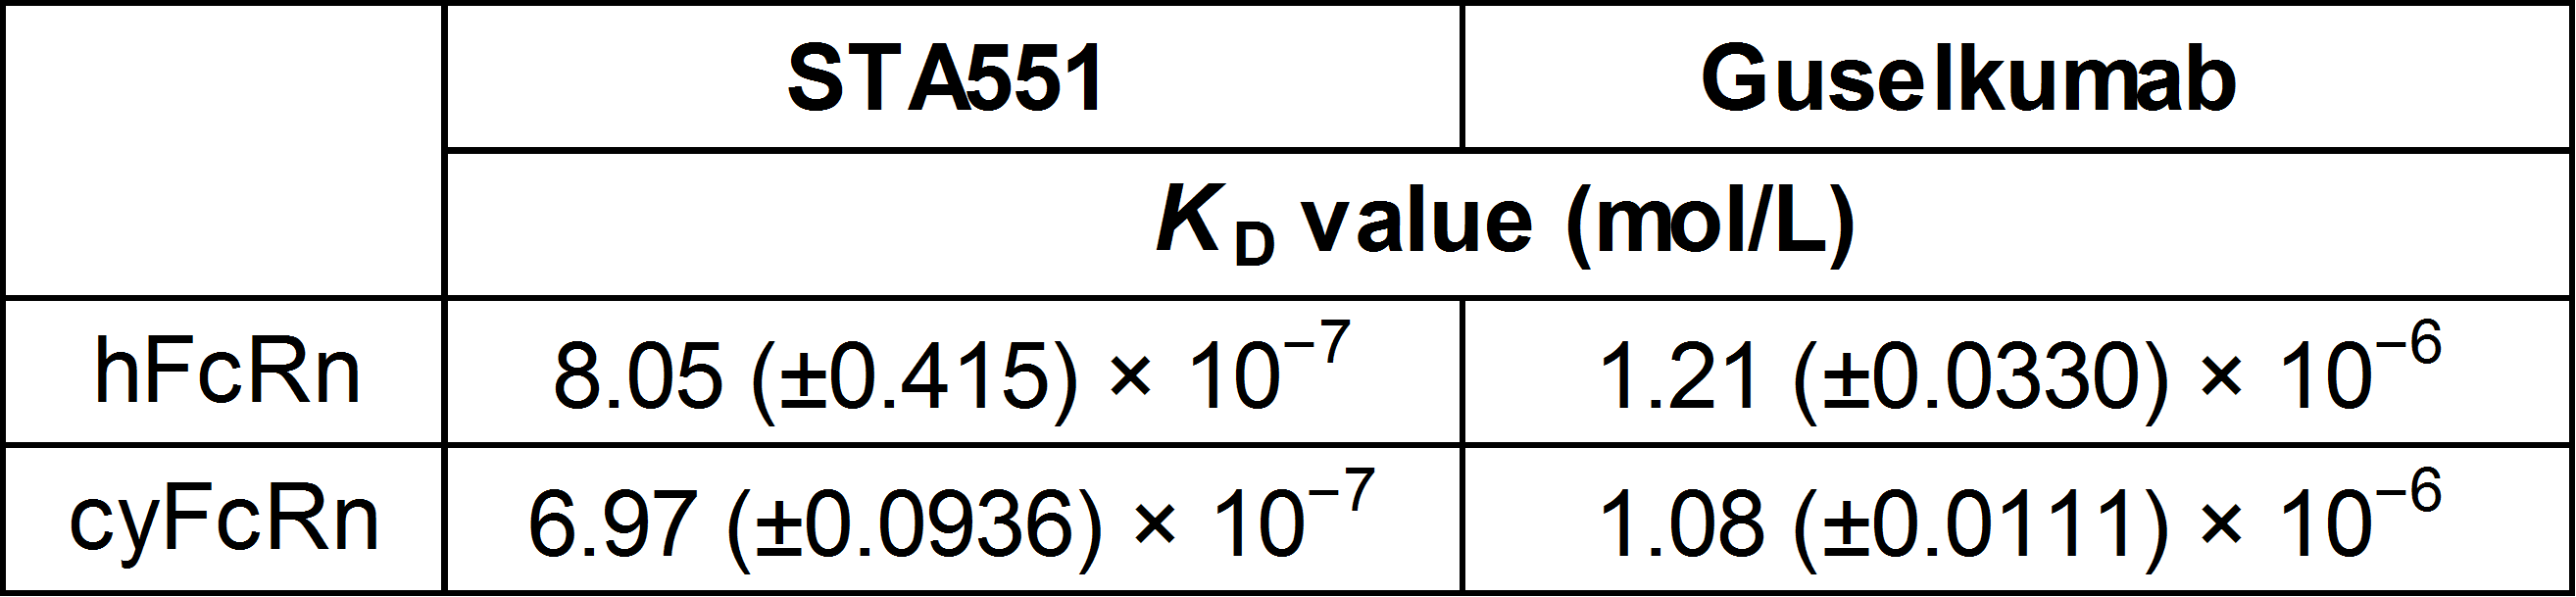 STA551 Guselkumab
K D value (mol/L)
hFcRn 8.05 (±0.415) × 10−7 1.21 (±0.0330) × 10−6
cyFcRn 6.97 (±0.0936) × 10−7 1.08 (±0.0111) × 10−6